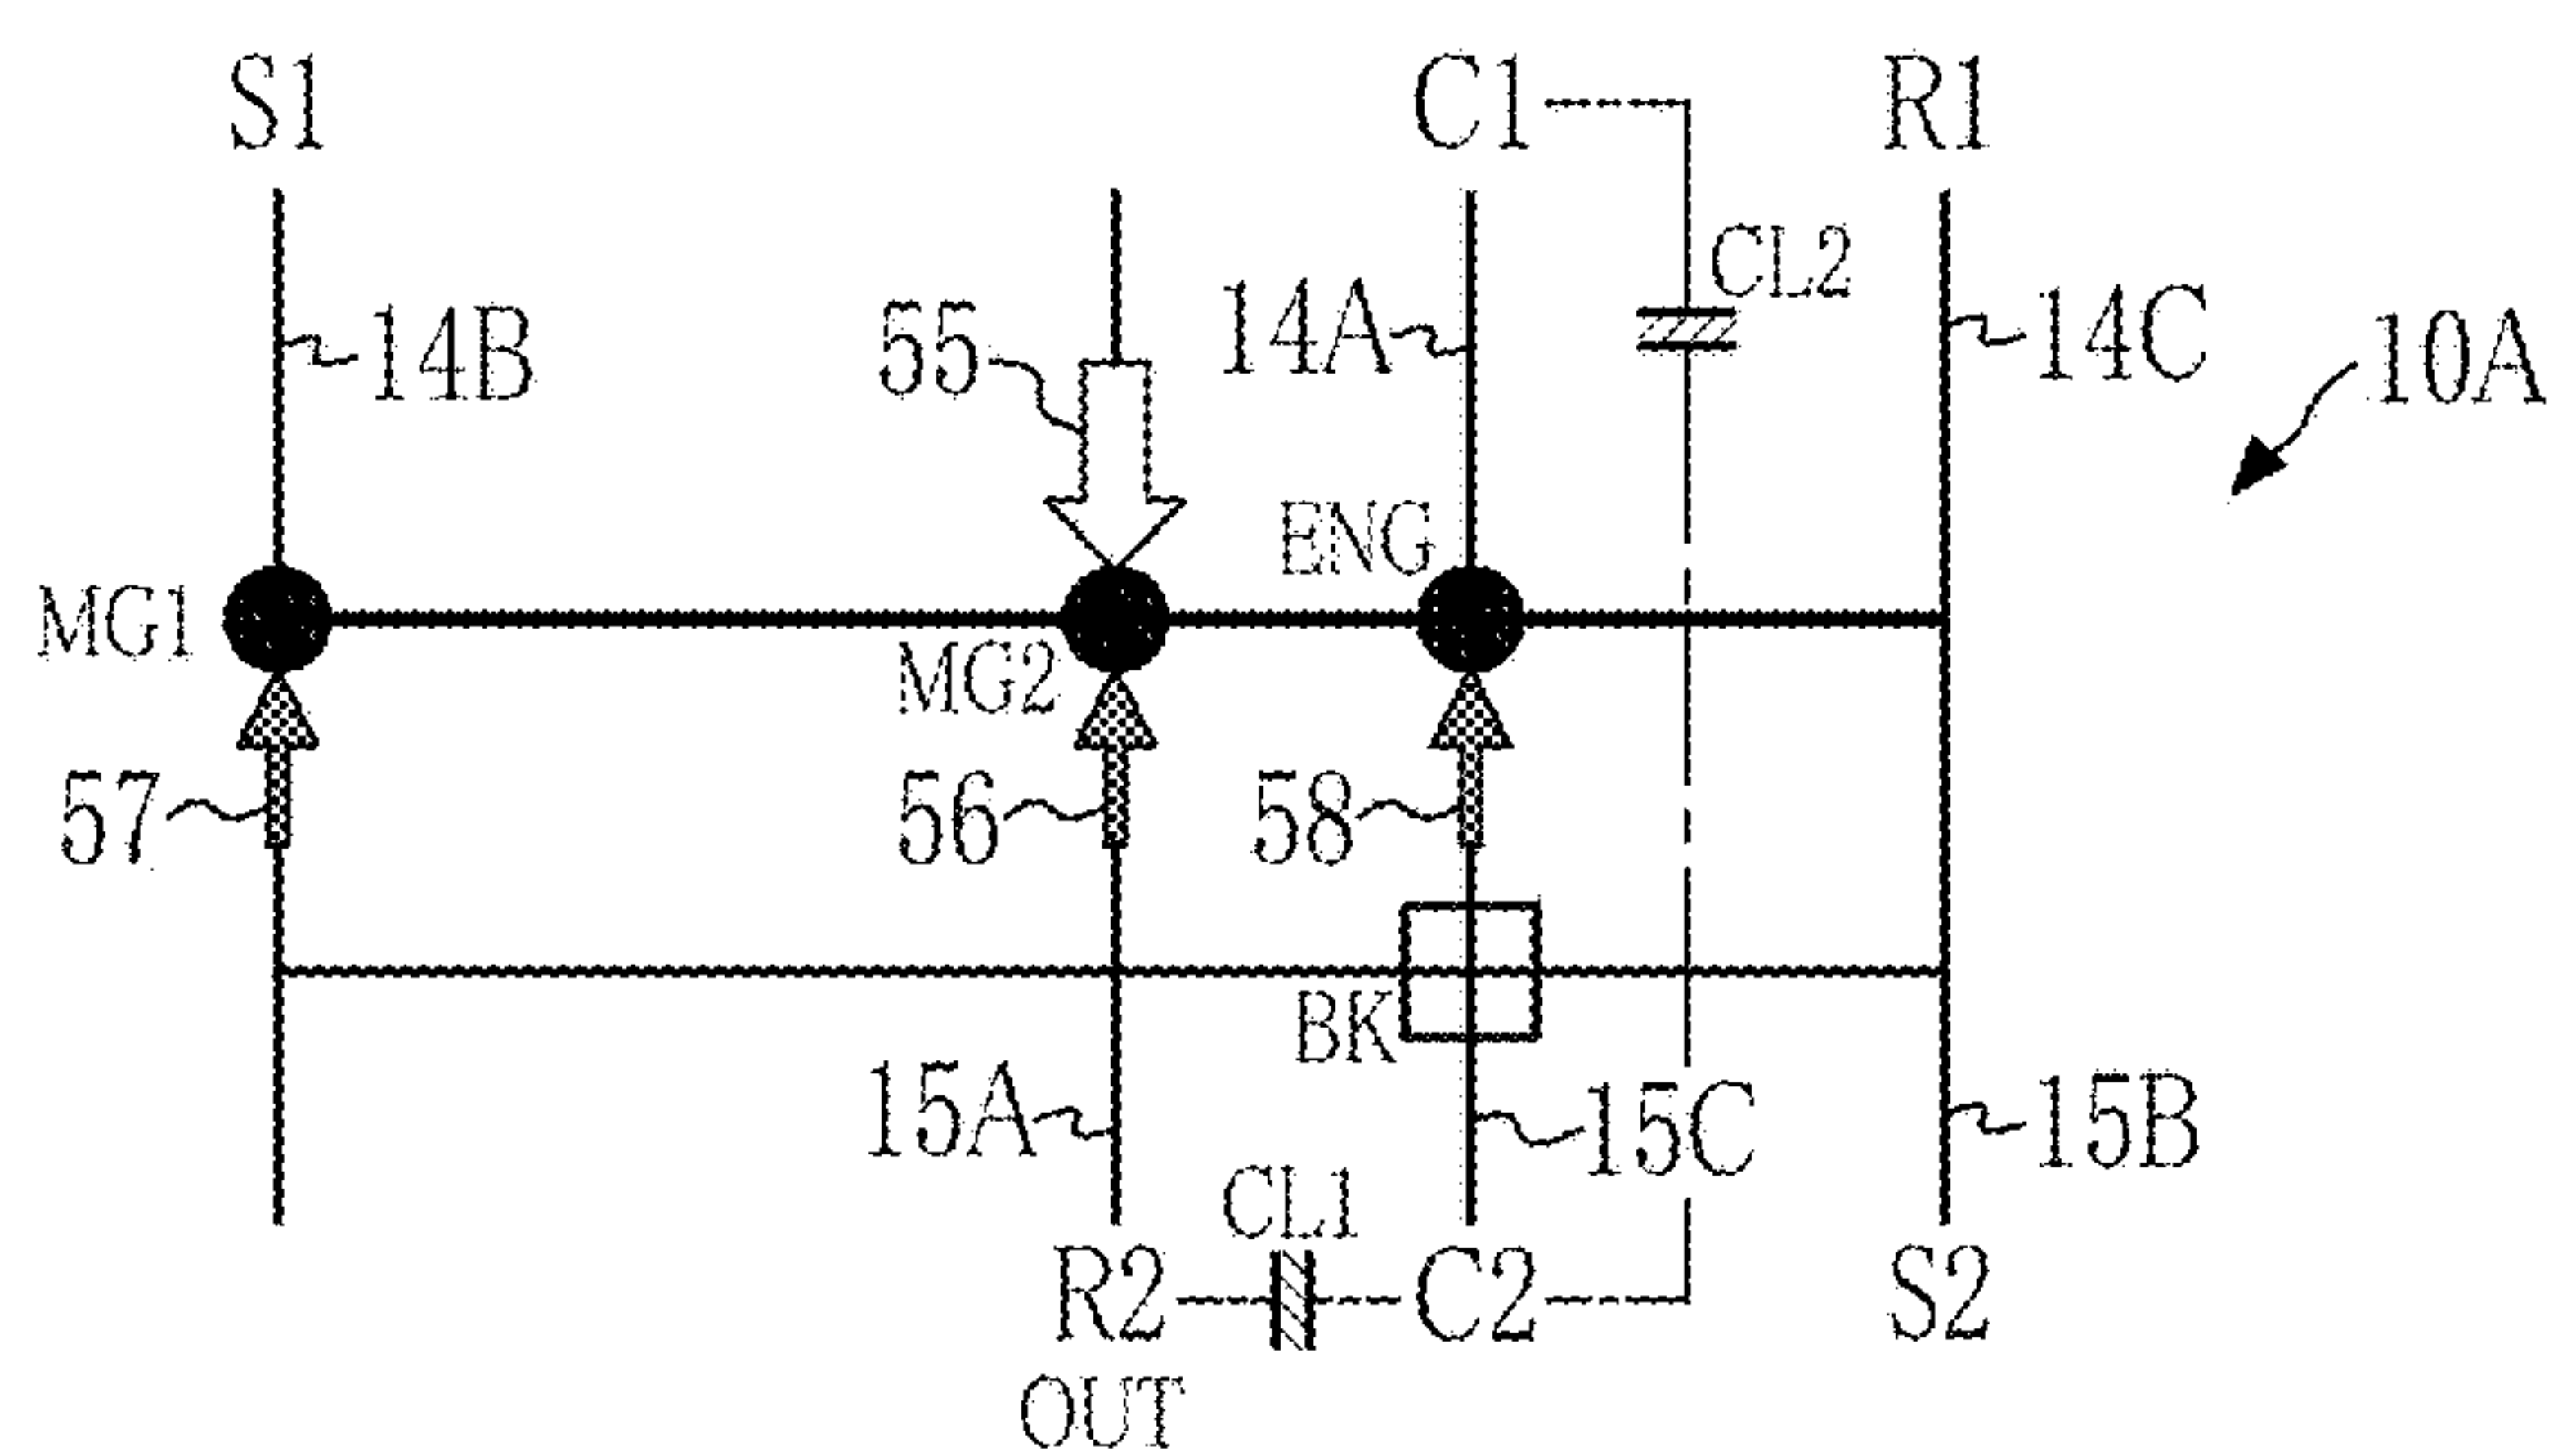 S1 C1 R1
CL2
14B 55 14A 14C 10A
ENG
MG1 MG2
57 56 58
BK
15A 15C 15B
CL1
R2 C2 S2
OUT